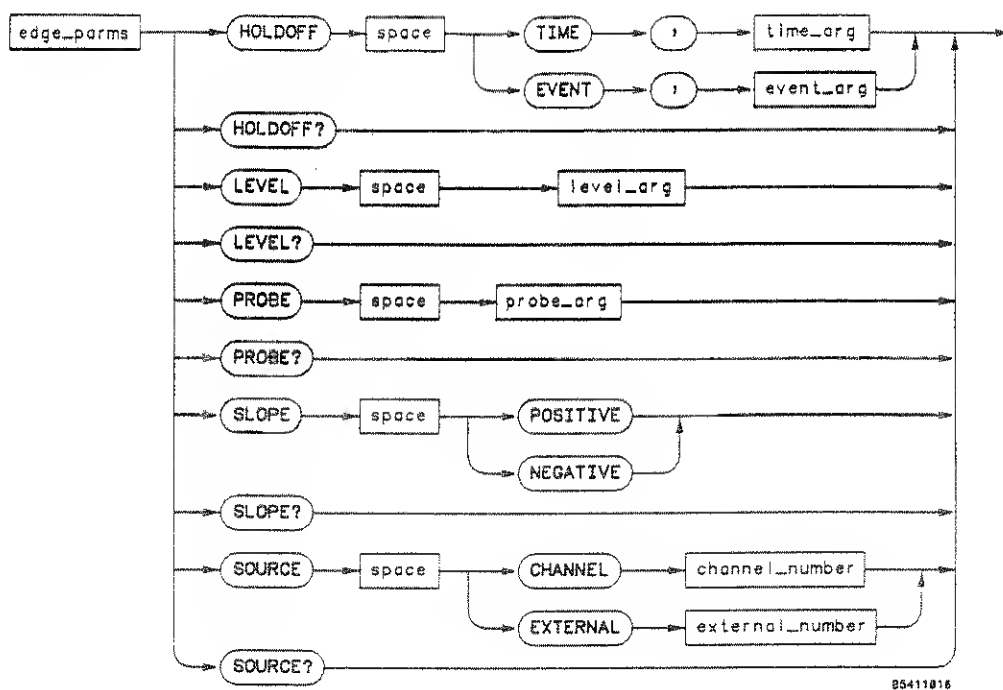 edge_parms HOLDOFF space TIME , time_arg
EVENT , event_arg
HOLDOFF?
LEVEL space level_arg
LEVEL?
PROBE space probe_arg
PROBE?
SLOPE space POSITIVE
NEGATIVE
SLOPE?
SOURCE space CHANNEL channel_number
EXTERNAL external_number
SOURCE?
85411016